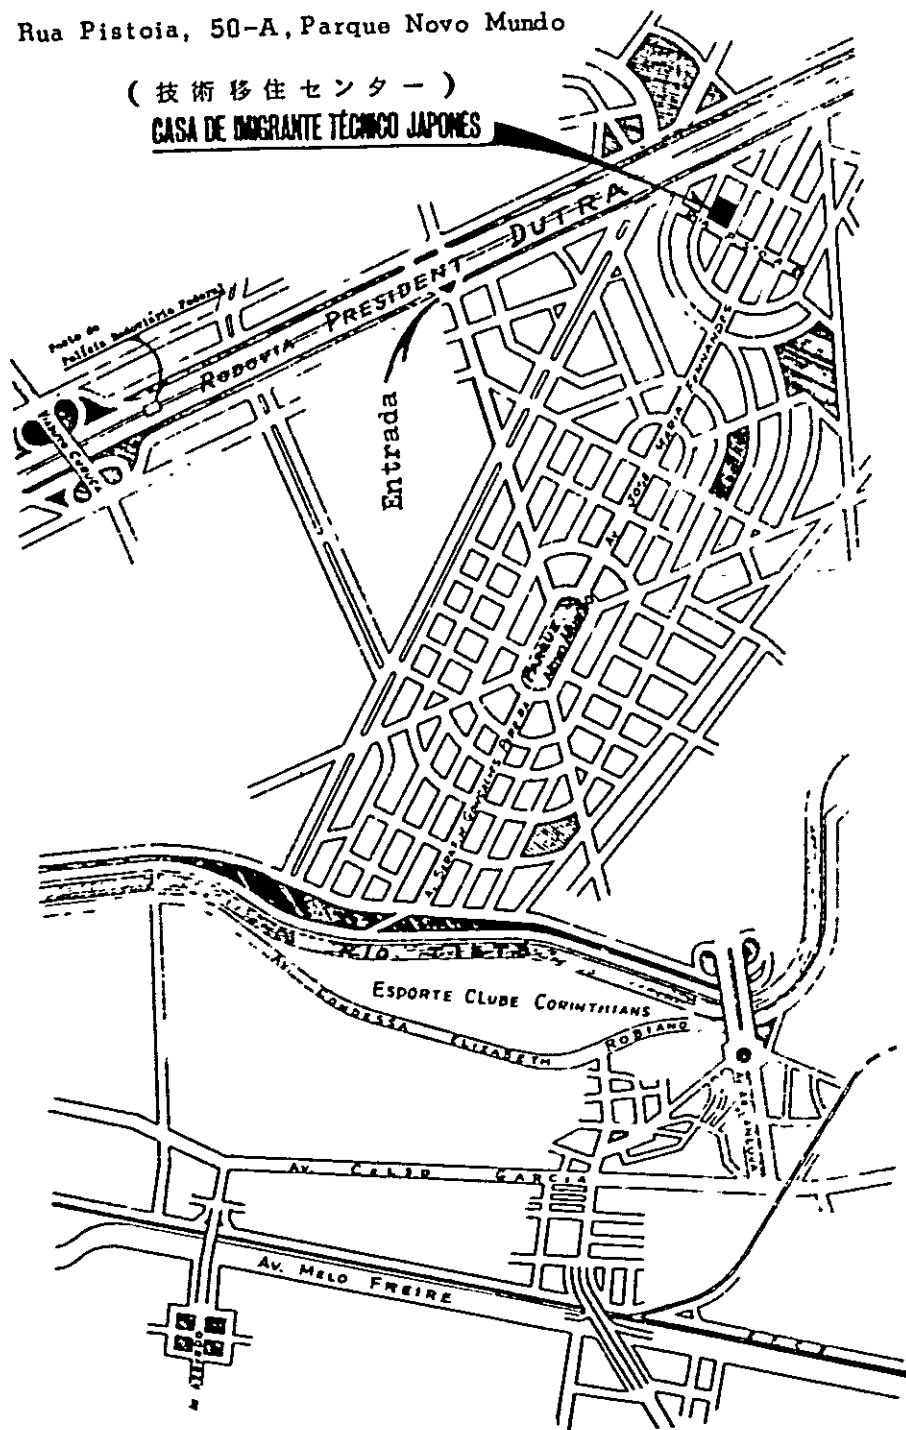 Rua Pistoia, 50-A, Parque Novo Mundo
(技術移住センター)
CASA DE IMIGRANTE TÉCNICO JAPONES
RODOVIA PRESIDENT DUTRA
Posto de
Polícia Rodoviária Federal
Entrada
AV. JOSÉ MARIA FERNANDES
PARQUE
NOVO MUNDO
RIO
ESPORTE CLUBE CORINTIIIANS
AV. CONDESSA ELIZABETH ROBIANO
AV. CELSO GARCIA
AV. MELO FREIRE